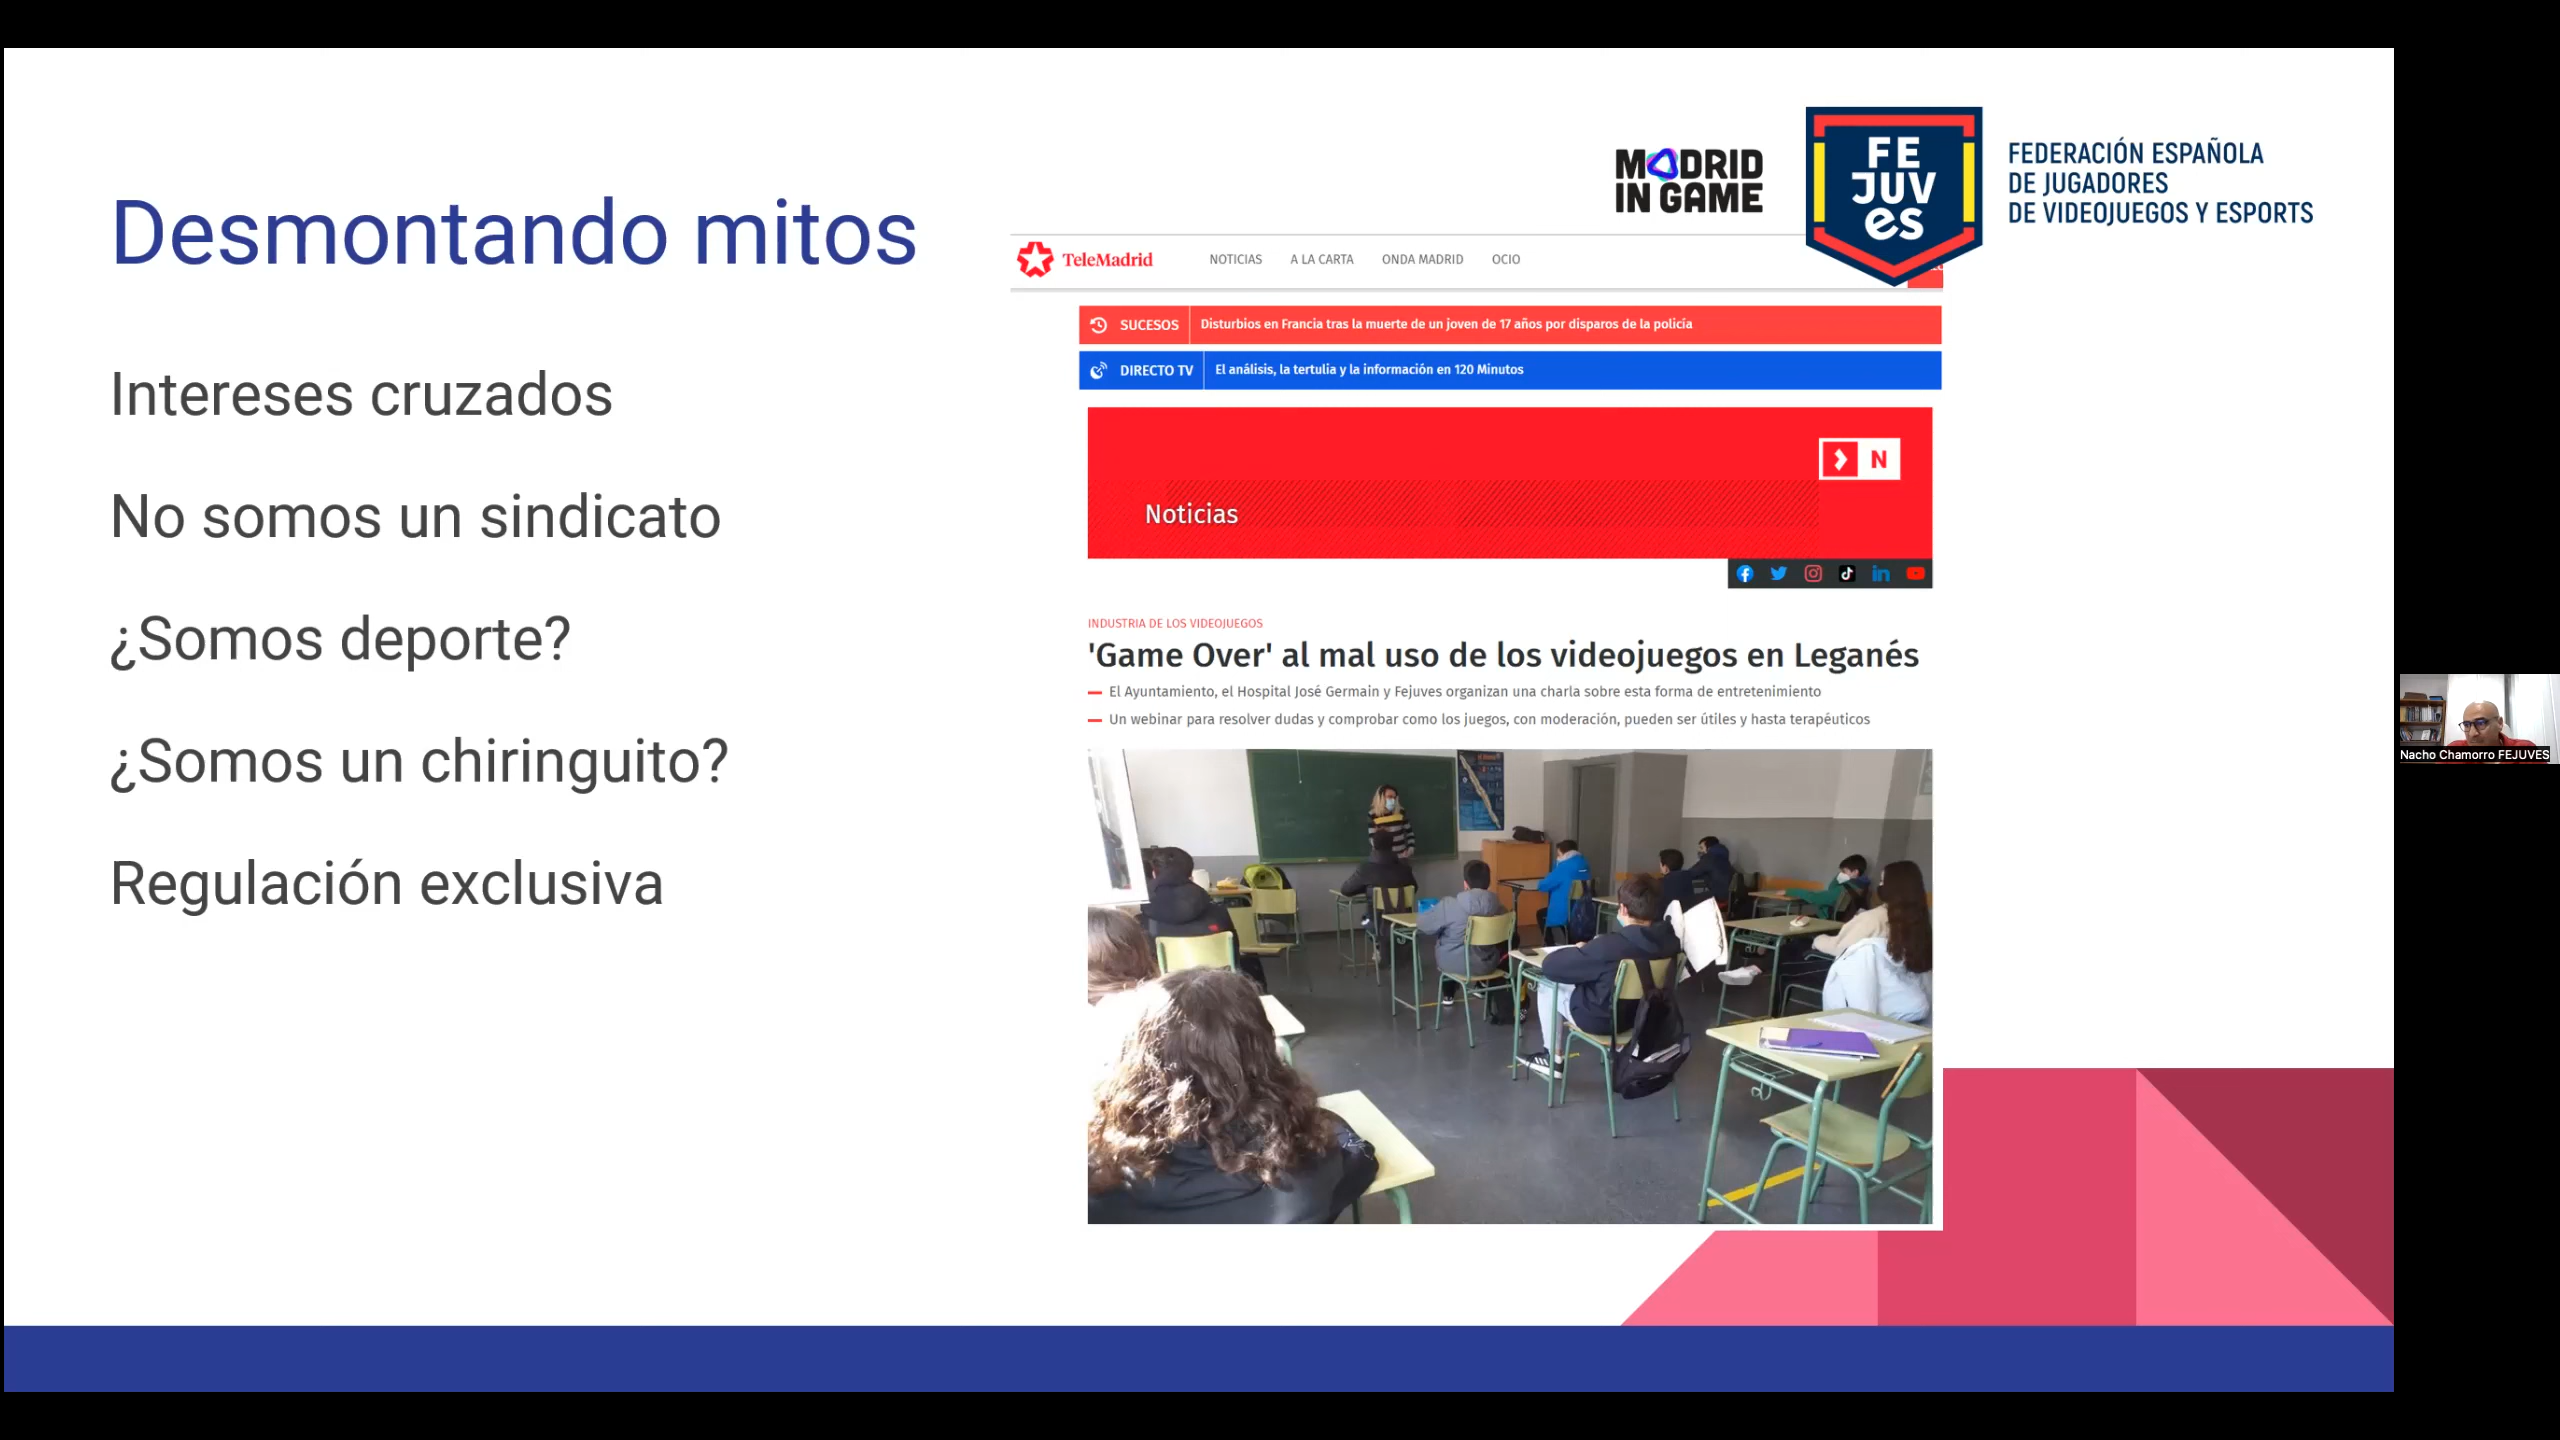 Desmontando mitos
Intereses cruzados
No somos un sindicato
¿Somos deporte?
¿Somos un chiringuito?
Regulación exclusiva
MADRID
IN GAME
FE
JUV
es
FEDERACIÓN ESPAÑOLA
DE JUGADORES
DE VIDEOJUEGOS Y ESPORTS
TeleMadrid NOTICIAS A LA CARTA ONDA MADRID OCIO
SUCESOS Disturbios en Francia tras la muerte de un joven de 17 años por disparos de la policía
DIRECTO TV El análisis, la tertulia y la información en 120 Minutos
N
Noticias
INDUSTRIA DE LOS VIDEOJUEGOS
'Game Over' al mal uso de los videojuegos en Leganés
El Ayuntamiento, el Hospital José Germain y Fejuves organizan una charla sobre esta forma de entretenimiento
Un webinar para resolver dudas y comprobar como los juegos, con moderación, pueden ser útiles y hasta terapéuticos
Nacho Chamorro FEJUVES